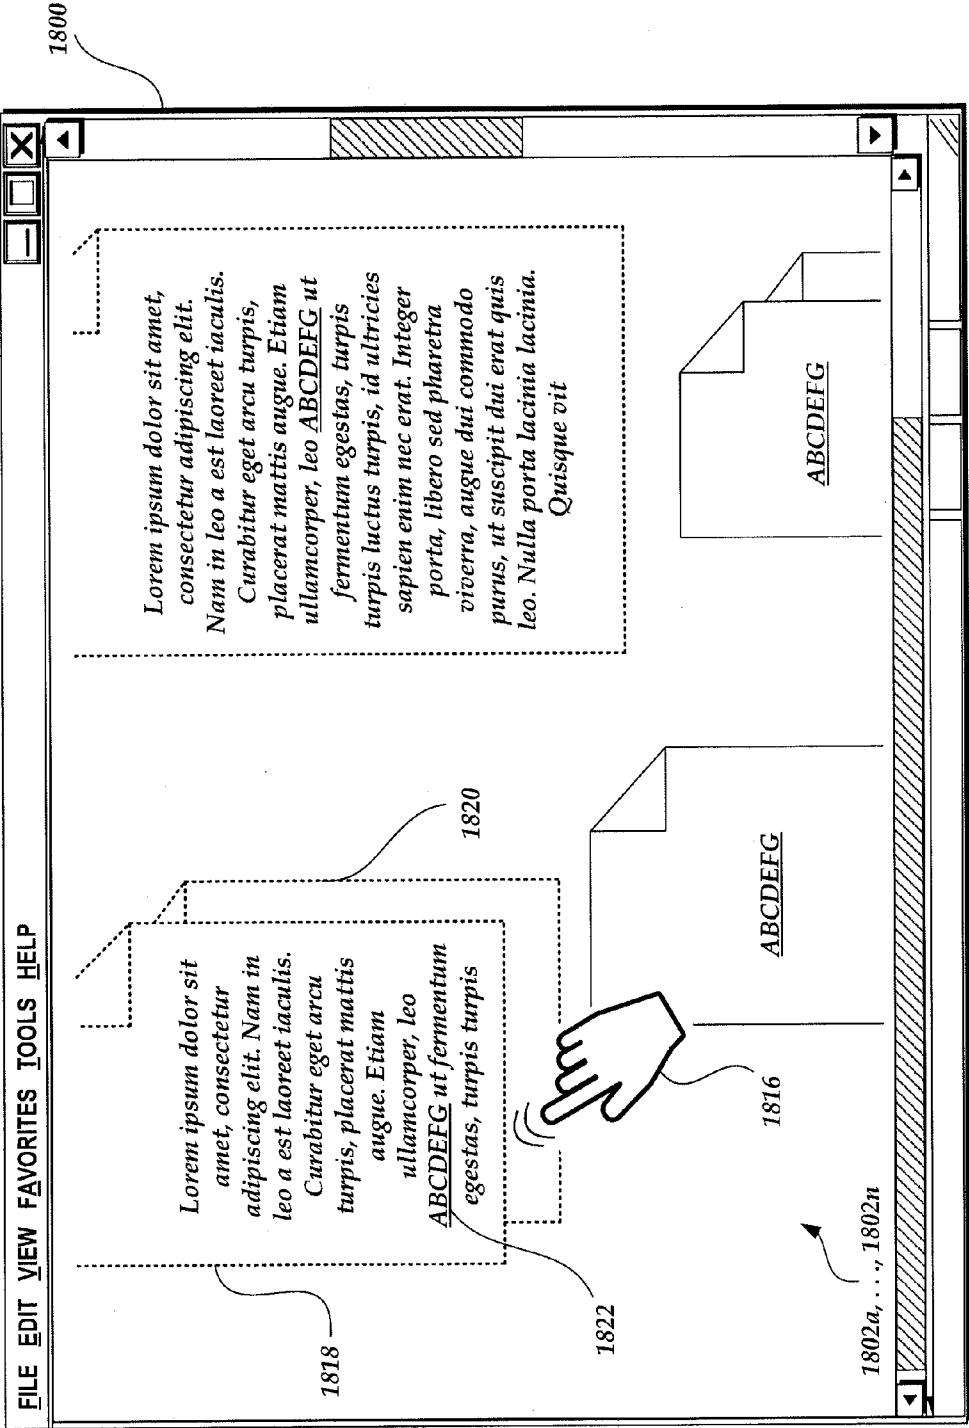 1800
FILE EDIT VIEW FAVORITES TOOLS HELP
Lorem ipsum dolor sit
amet, consectetur
adipiscing elit. Nam in
leo a est laoreet iaculis.
Curabitur eget arcu
turpis, placerat mattis
augue. Etiam
ullamcorper, leo
ABCDEFG ut fermentum
egestas, turpis turpis
1818
1820
1822
Lorem ipsum dolor sit amet,
consectetur adipiscing elit.
Nam in leo a est laoreet iaculis.
Curabitur eget arcu turpis,
placerat mattis augue. Etiam
ullamcorper, leo ABCDEFG ut
fermentum egestas, turpis
turpis luctus turpis, id ultricies
sapien enim nec erat. Integer
porta, libero sed pharetra
viverra, augue dui commodo
purus, ut suscipit dui erat quis
leo. Nulla porta lacinia lacinia.
Quisque vit
1816
ABCDEFG
ABCDEFG
1802a, . . ., 1802n